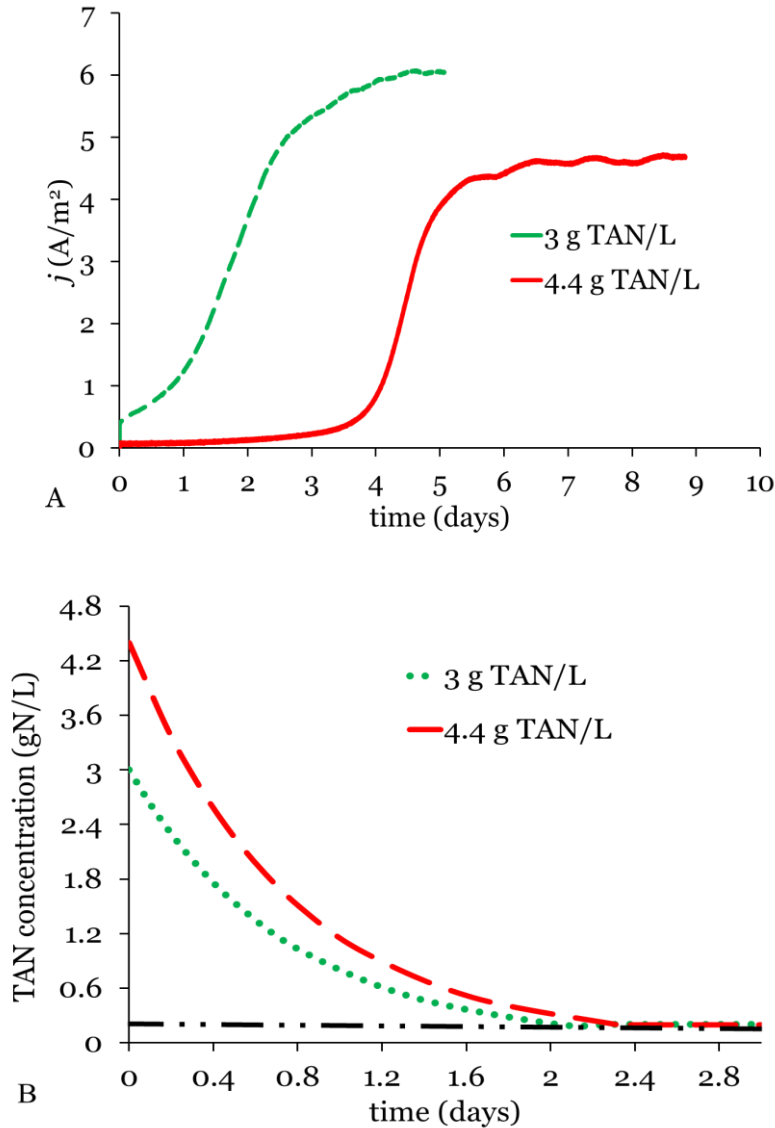 7
6
5
4
3
2
1
0
j (A/m²)
3 g TAN/L
4.4 g TAN/L
0 1 2 3 4 5 6 7 8 9 10
A
time (days)
4.8
4.2
3.6
3
2.4
1.8
1.2
0.6
0
TAN concentration (gN/L)
3 g TAN/L
4.4 g TAN/L
0 0.4 0.8 1.2 1.6 2 2.4 2.8
B
time (days)